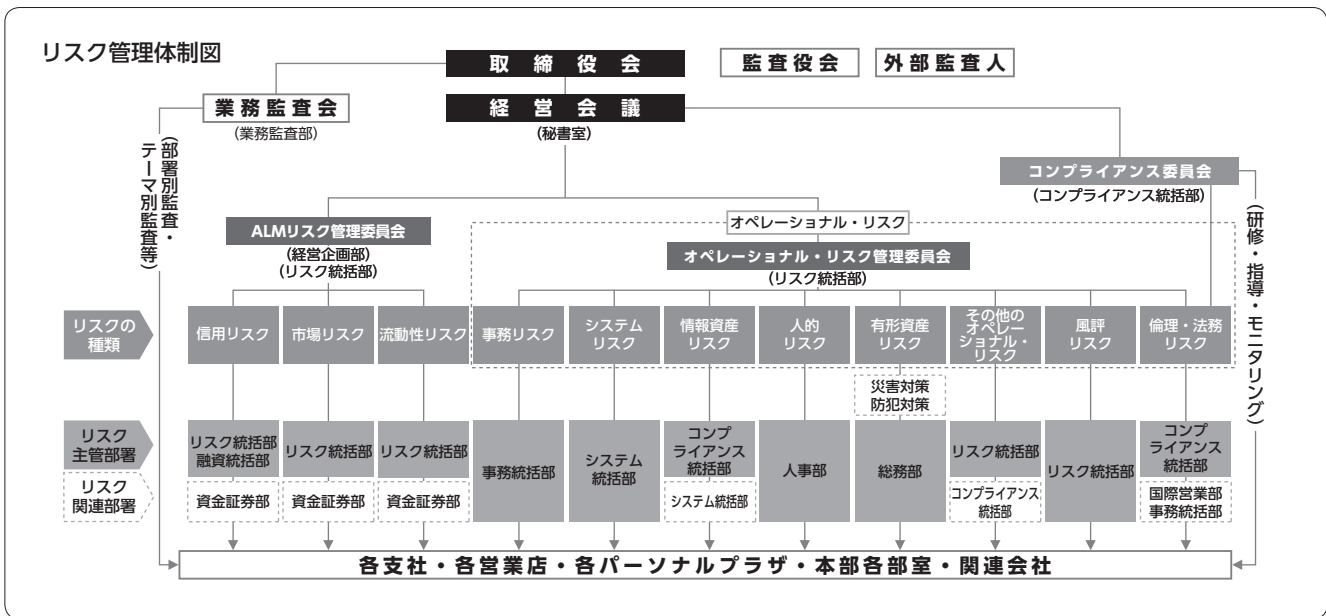 リスク管理体制図
取締役会
監査役会
外部監査人
業務監査会
(業務監査部)
経営会議
(秘書室)
(部署別監査・
テーマ別監査等)
コンプライアンス委員会
(コンプライアンス統括部)
(研修・指導・モニタリング)
オペレーショナル・リスク
ALMリスク管理委員会
(経営企画部)
(リスク統括部)
オペレーショナル・リスク管理委員会
(リスク統括部)
リスクの
種類
信用リスク
市場リスク
流動性リスク
事務リスク
システム
リスク
情報資産
リスク
人的
リスク
有形資産
リスク
その他の
オペレー
ショナル・
リスク
風評
リスク
倫理・法務
リスク
災害対策
防犯対策
リスク
主管部署
リスク統括部
融資統括部
リスク統括部
リスク統括部
事務統括部
システム
統括部
コンプ
ライアンス
統括部
人事部
総務部
リスク統括部
リスク統括部
コンプ
ライアンス
統括部
リスク
関連部署
資金証券部
資金証券部
資金証券部
システム統括部
コンプライアンス
統括部
国際営業部
事務統括部
各支社・各営業店・各パーソナルプラザ・本部各部室・関連会社